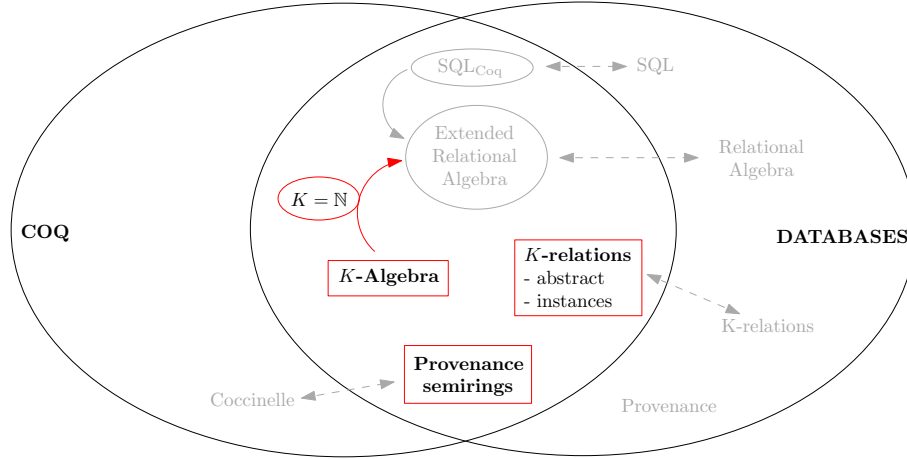 SQL_Coq
SQL
Extended
Relational
Algebra
Relational
Algebra
K = ℕ
COQ
DATABASES
K-Algebra
K-relations
- abstract
- instances
K-relations
Provenance
semirings
Coccinelle
Provenance